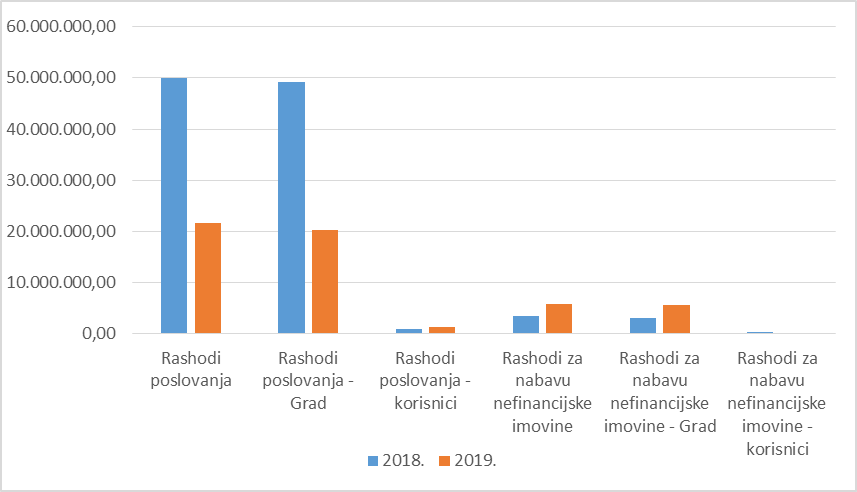 60.000.000,00
50.000.000,00
40.000.000,00
30.000.000,00
20.000.000,00
10.000.000,00
0,00
Rashodi
poslovanja
Rashodi
poslovanja -
Grad
Rashodi
poslovanja -
korisnici
Rashodi za
nabavu
nefinancijske
imovine
Rashodi za
nabavu
nefinancijske
imovine - Grad
Rashodi za
nabavu
nefinancijske
imovine -
korisnici
2018. 2019.